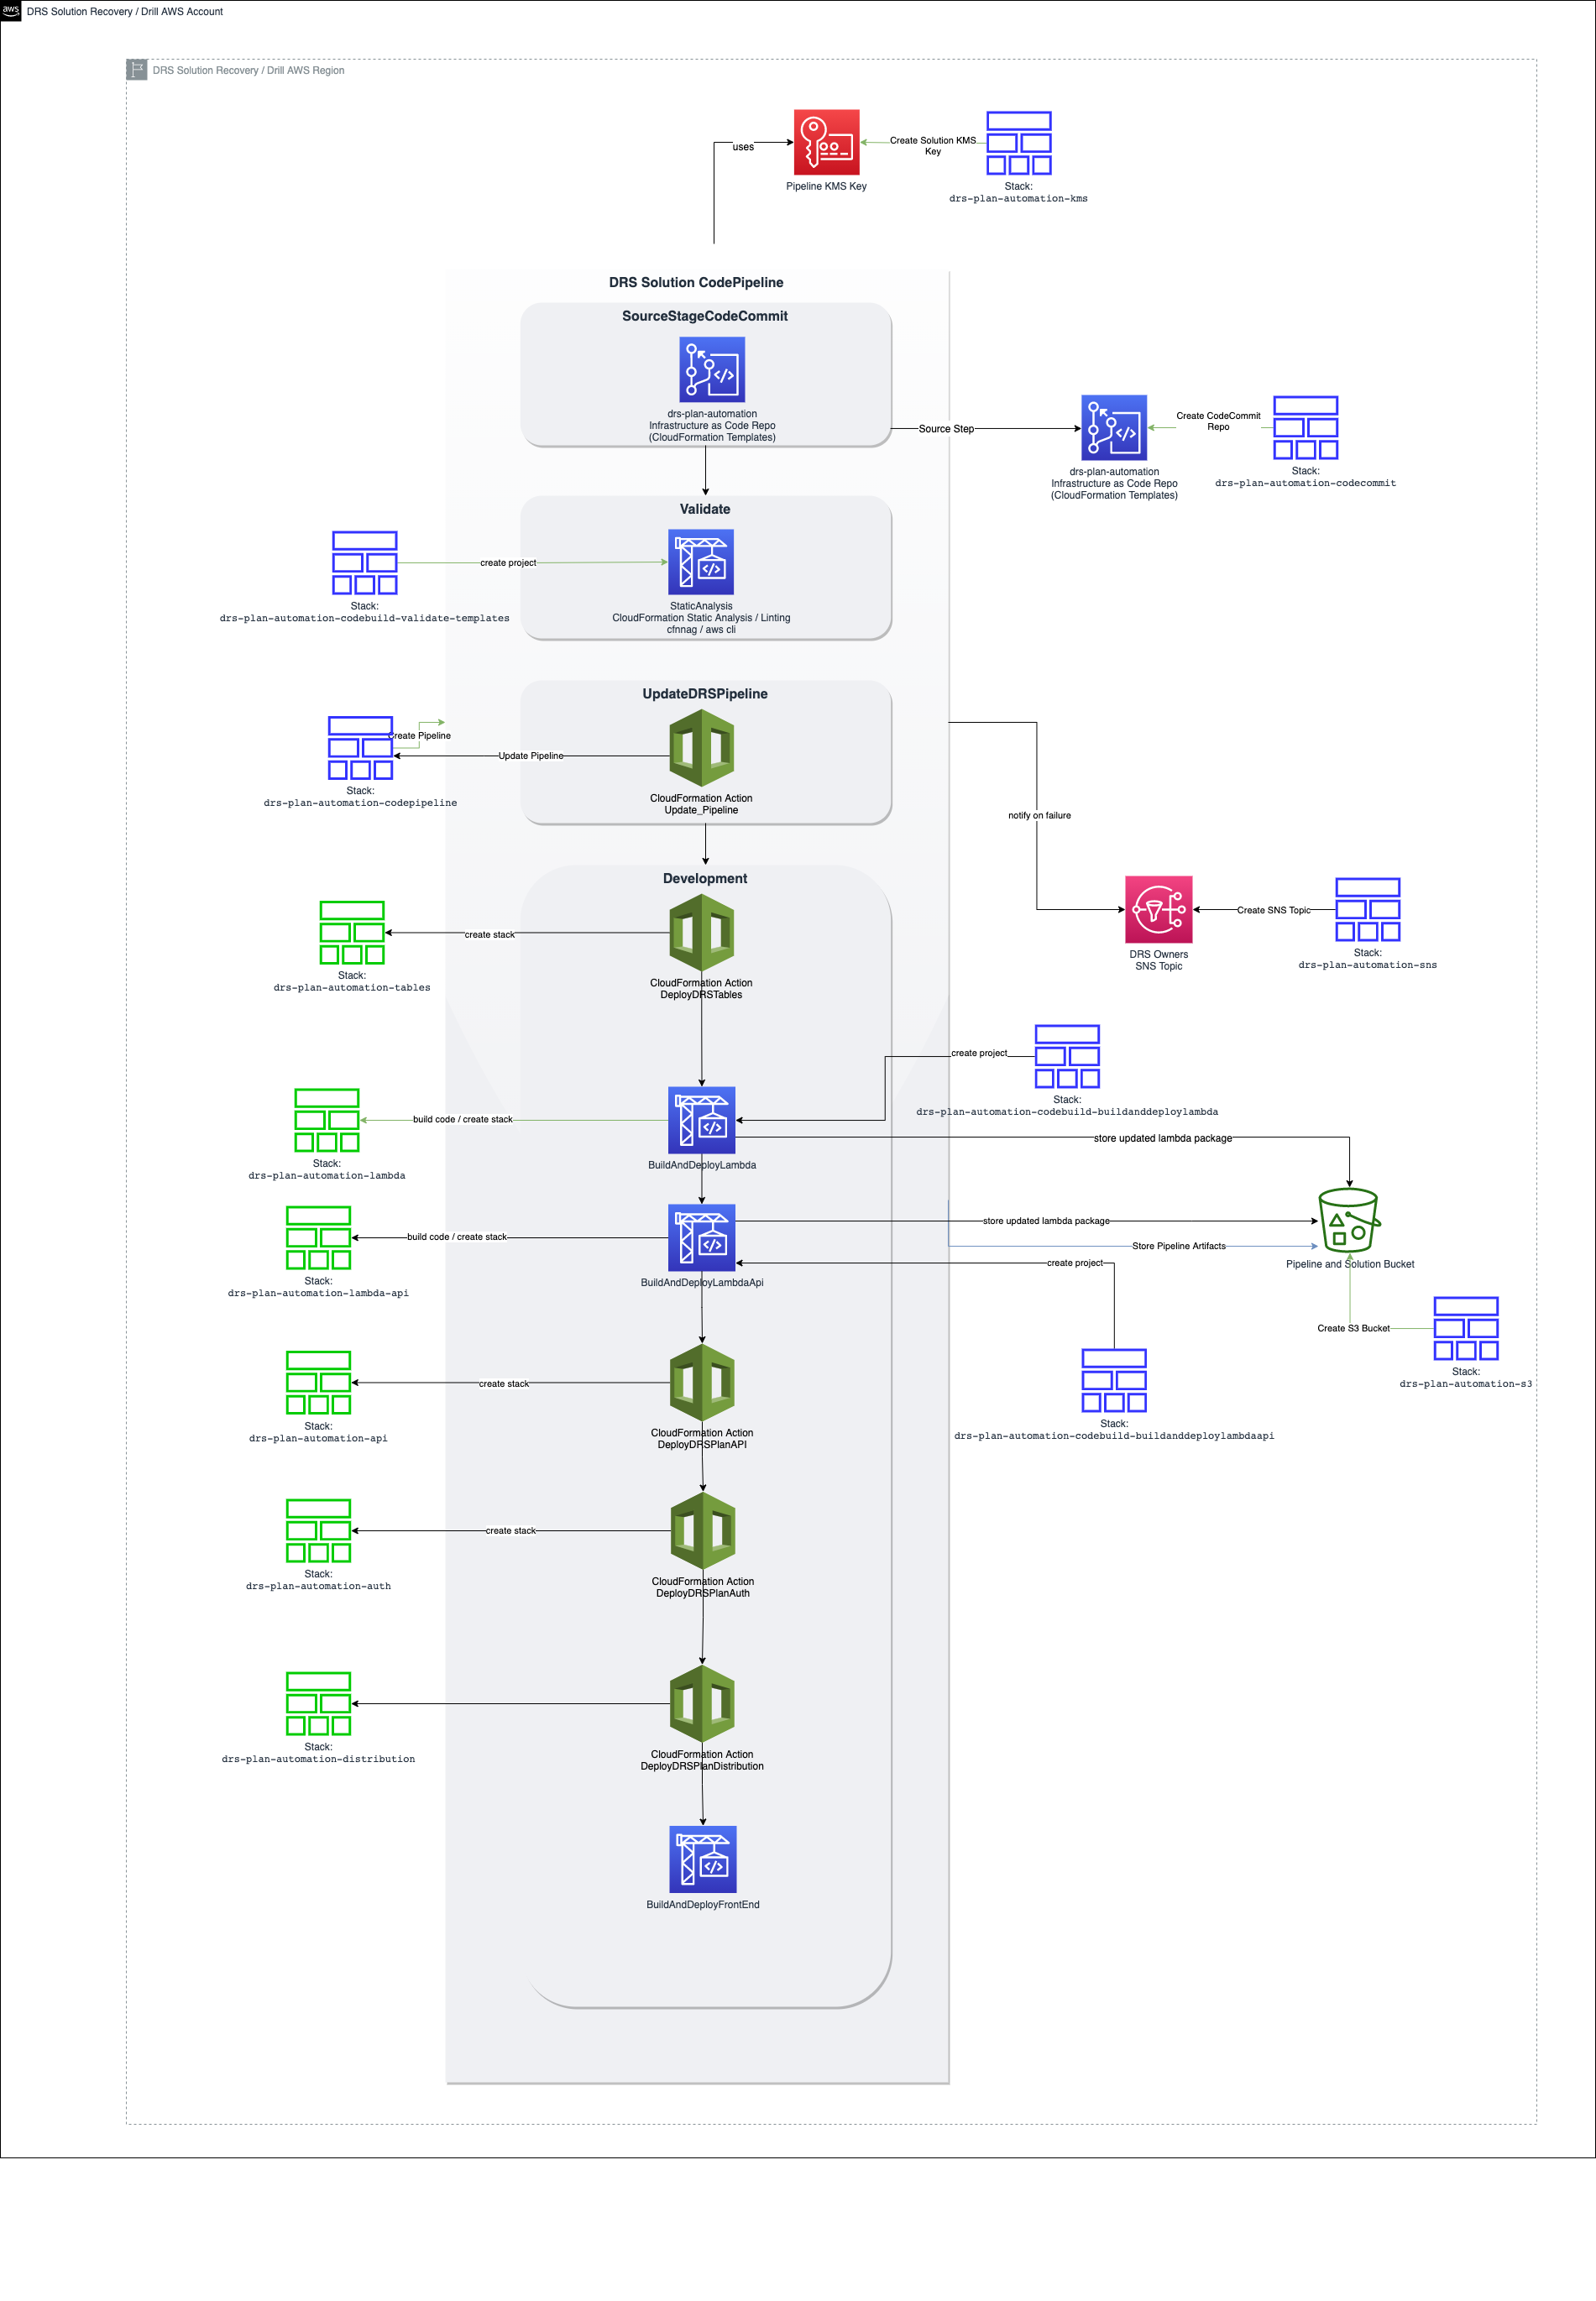 aws
DRS Solution Recovery / Drill AWS Account
DRS Solution Recovery / Drill AWS Region
uses
Pipeline KMS Key
Create Solution KMS
Key
Stack:
drs-plan-automation-kms
DRS Solution CodePipeline
SourceStageCodeCommit
drs-plan-automation
Infrastructure as Code Repo
(CloudFormation Templates)
Source Step
drs-plan-automation
Infrastructure as Code Repo
(CloudFormation Templates)
Create CodeCommit
Repo
Stack:
drs-plan-automation-codecommit
Validate
StaticAnalysis
CloudFormation Static Analysis / Linting
cfnnag / aws cli
create project
Stack:
drs-plan-automation-codebuild-validate-templates
UpdateDRSPipeline
CloudFormation Action
Update_Pipeline
Create Pipeline
Update Pipeline
Stack:
drs-plan-automation-codepipeline
notify on failure
DRS Owners
SNS Topic
Create SNS Topic
Stack:
drs-plan-automation-sns
Development
CloudFormation Action
DeployDRSTables
create stack
Stack:
drs-plan-automation-tables
create project
Stack:
drs-plan-automation-codebuild-buildanddeploylambda
BuildAndDeployLambda
build code / create stack
Stack:
drs-plan-automation-lambda
store updated lambda package
BuildAndDeployLambdaApi
build code / create stack
Stack:
drs-plan-automation-lambda-api
store updated lambda package
Store Pipeline Artifacts
create project
Pipeline and Solution Bucket
Create S3 Bucket
Stack:
drs-plan-automation-s3
Stack:
drs-plan-automation-codebuild-buildanddeploylambdaapi
CloudFormation Action
DeployDRSPlanAPI
create stack
Stack:
drs-plan-automation-api
CloudFormation Action
DeployDRSPlanAuth
create stack
Stack:
drs-plan-automation-auth
CloudFormation Action
DeployDRSPlanDistribution
Stack:
drs-plan-automation-distribution
BuildAndDeployFrontEnd